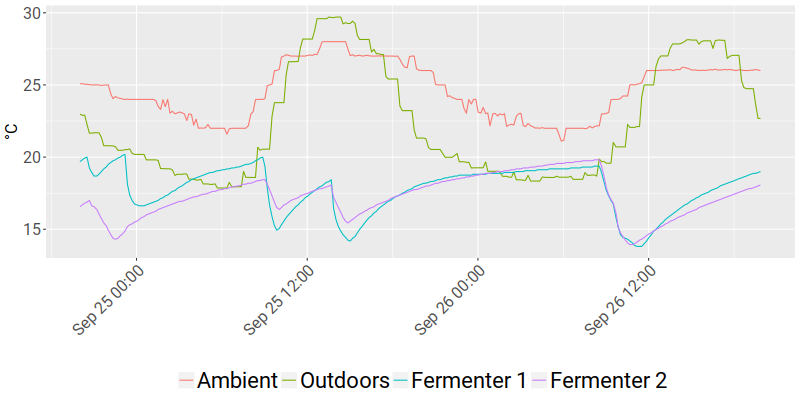 30
25
20
15
°C
Sep 25 00:00
Sep 25 12:00
Sep 26 00:00
Sep 26 12:00
Ambient Outdoors Fermenter 1 Fermenter 2